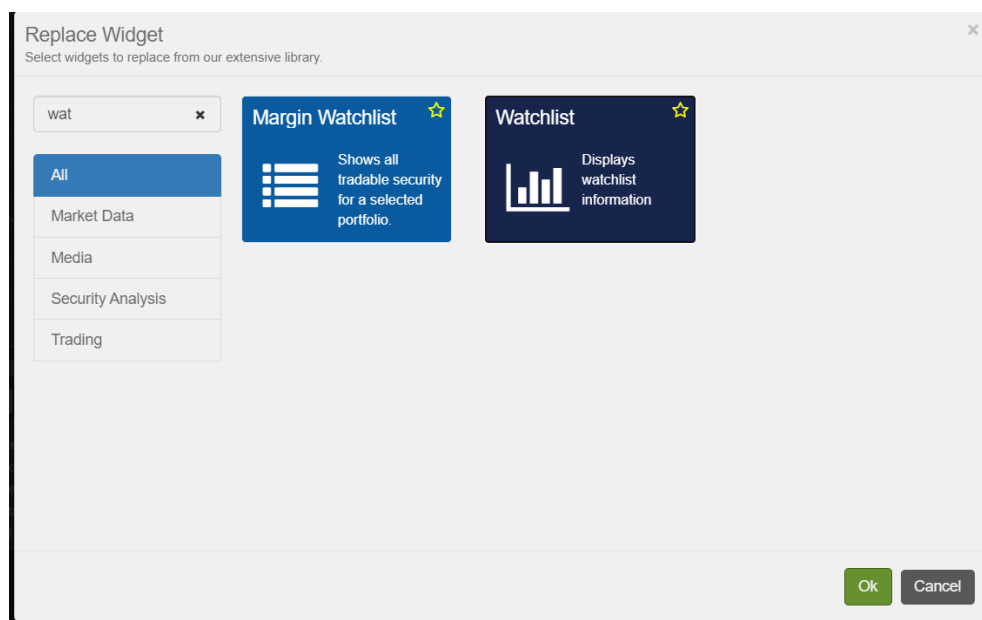 Replace Widget
Select widgets to replace from our extensive library.
wat
All
Market Data
Media
Security Analysis
Trading
Margin Watchlist
Shows all
tradable security
for a selected
portfolio.
Watchlist
Displays
watchlist
information
Ok
Cancel